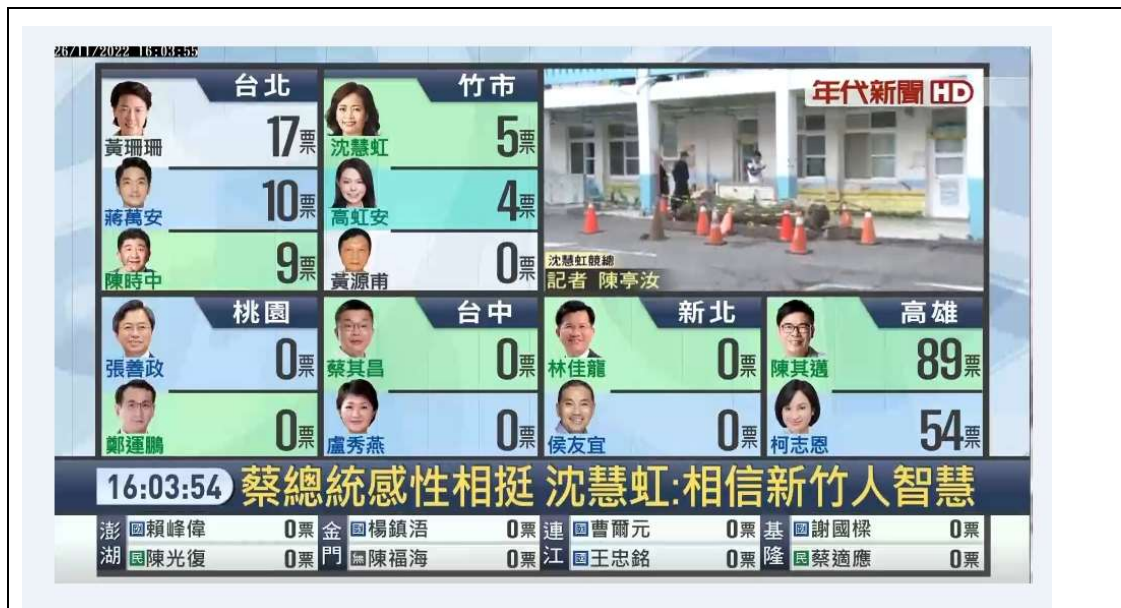 26/11/2022 16:03:55
台北
黃珊珊 17票
蔣萬安 10票
陳時中 9票
竹市
沈慧虹 5票
高虹安 4票
黃源甫 0票
年代新聞 HD
沈慧虹競總
記者 陳亭汝
桃園
張善政 0票
鄭運鵬 0票
台中
蔡其昌 0票
盧秀燕 0票
新北
林佳龍 0票
侯友宜 0票
高雄
陳其邁 89票
柯志恩 54票
16:03:54 蔡總統感性相挺 沈慧虹:相信新竹人智慧
澎湖
國 賴峰偉 0票
民 陳光復 0票
金門
國 楊鎮浯 0票
無 陳福海 0票
連江
國 曹爾元 0票
國 王忠銘 0票
基隆
國 謝國樑 0票
民 蔡適應 0票